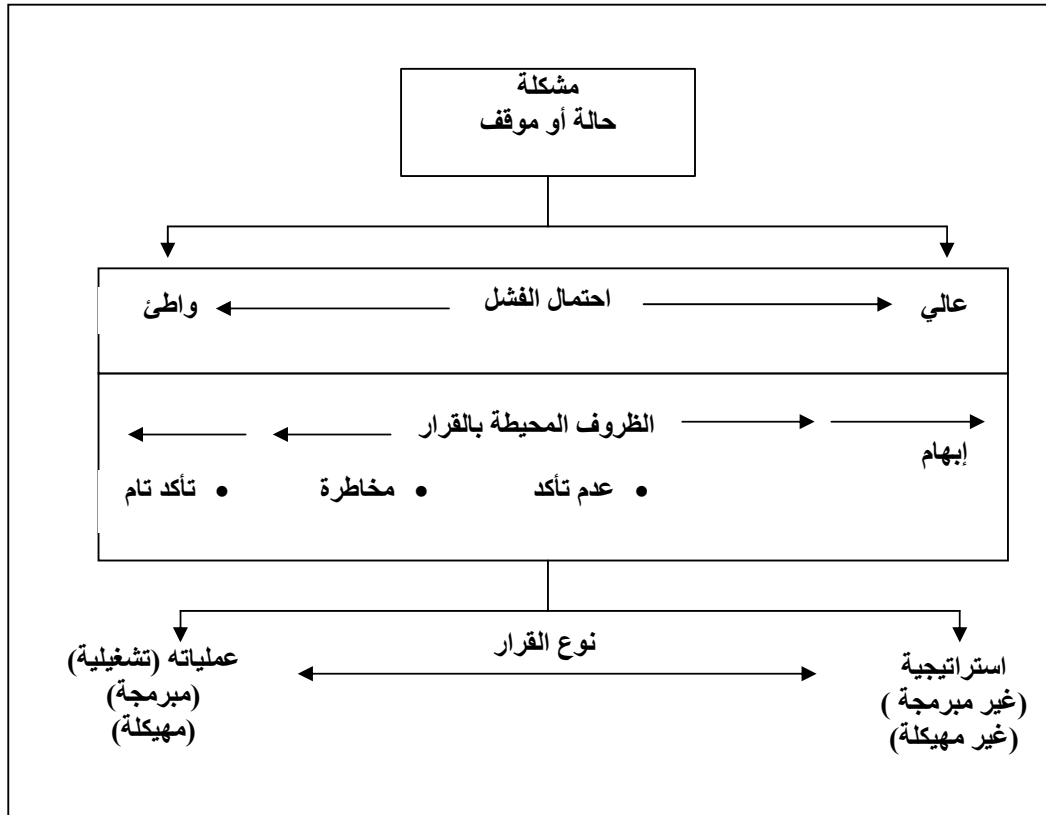 مشكلة
حالة أو موقف
عالي احتمال الفشل واطئ
الظروف المحيطة بالقرار
إبهام
• عدم تأكد • مخاطرة • تأكد تام
نوع القرار
استراتيجية
(غير مبرمجة )
(غير مهيكلة)
عملياته (تشغيلية)
(مبرمجة)
(مهيكلة)